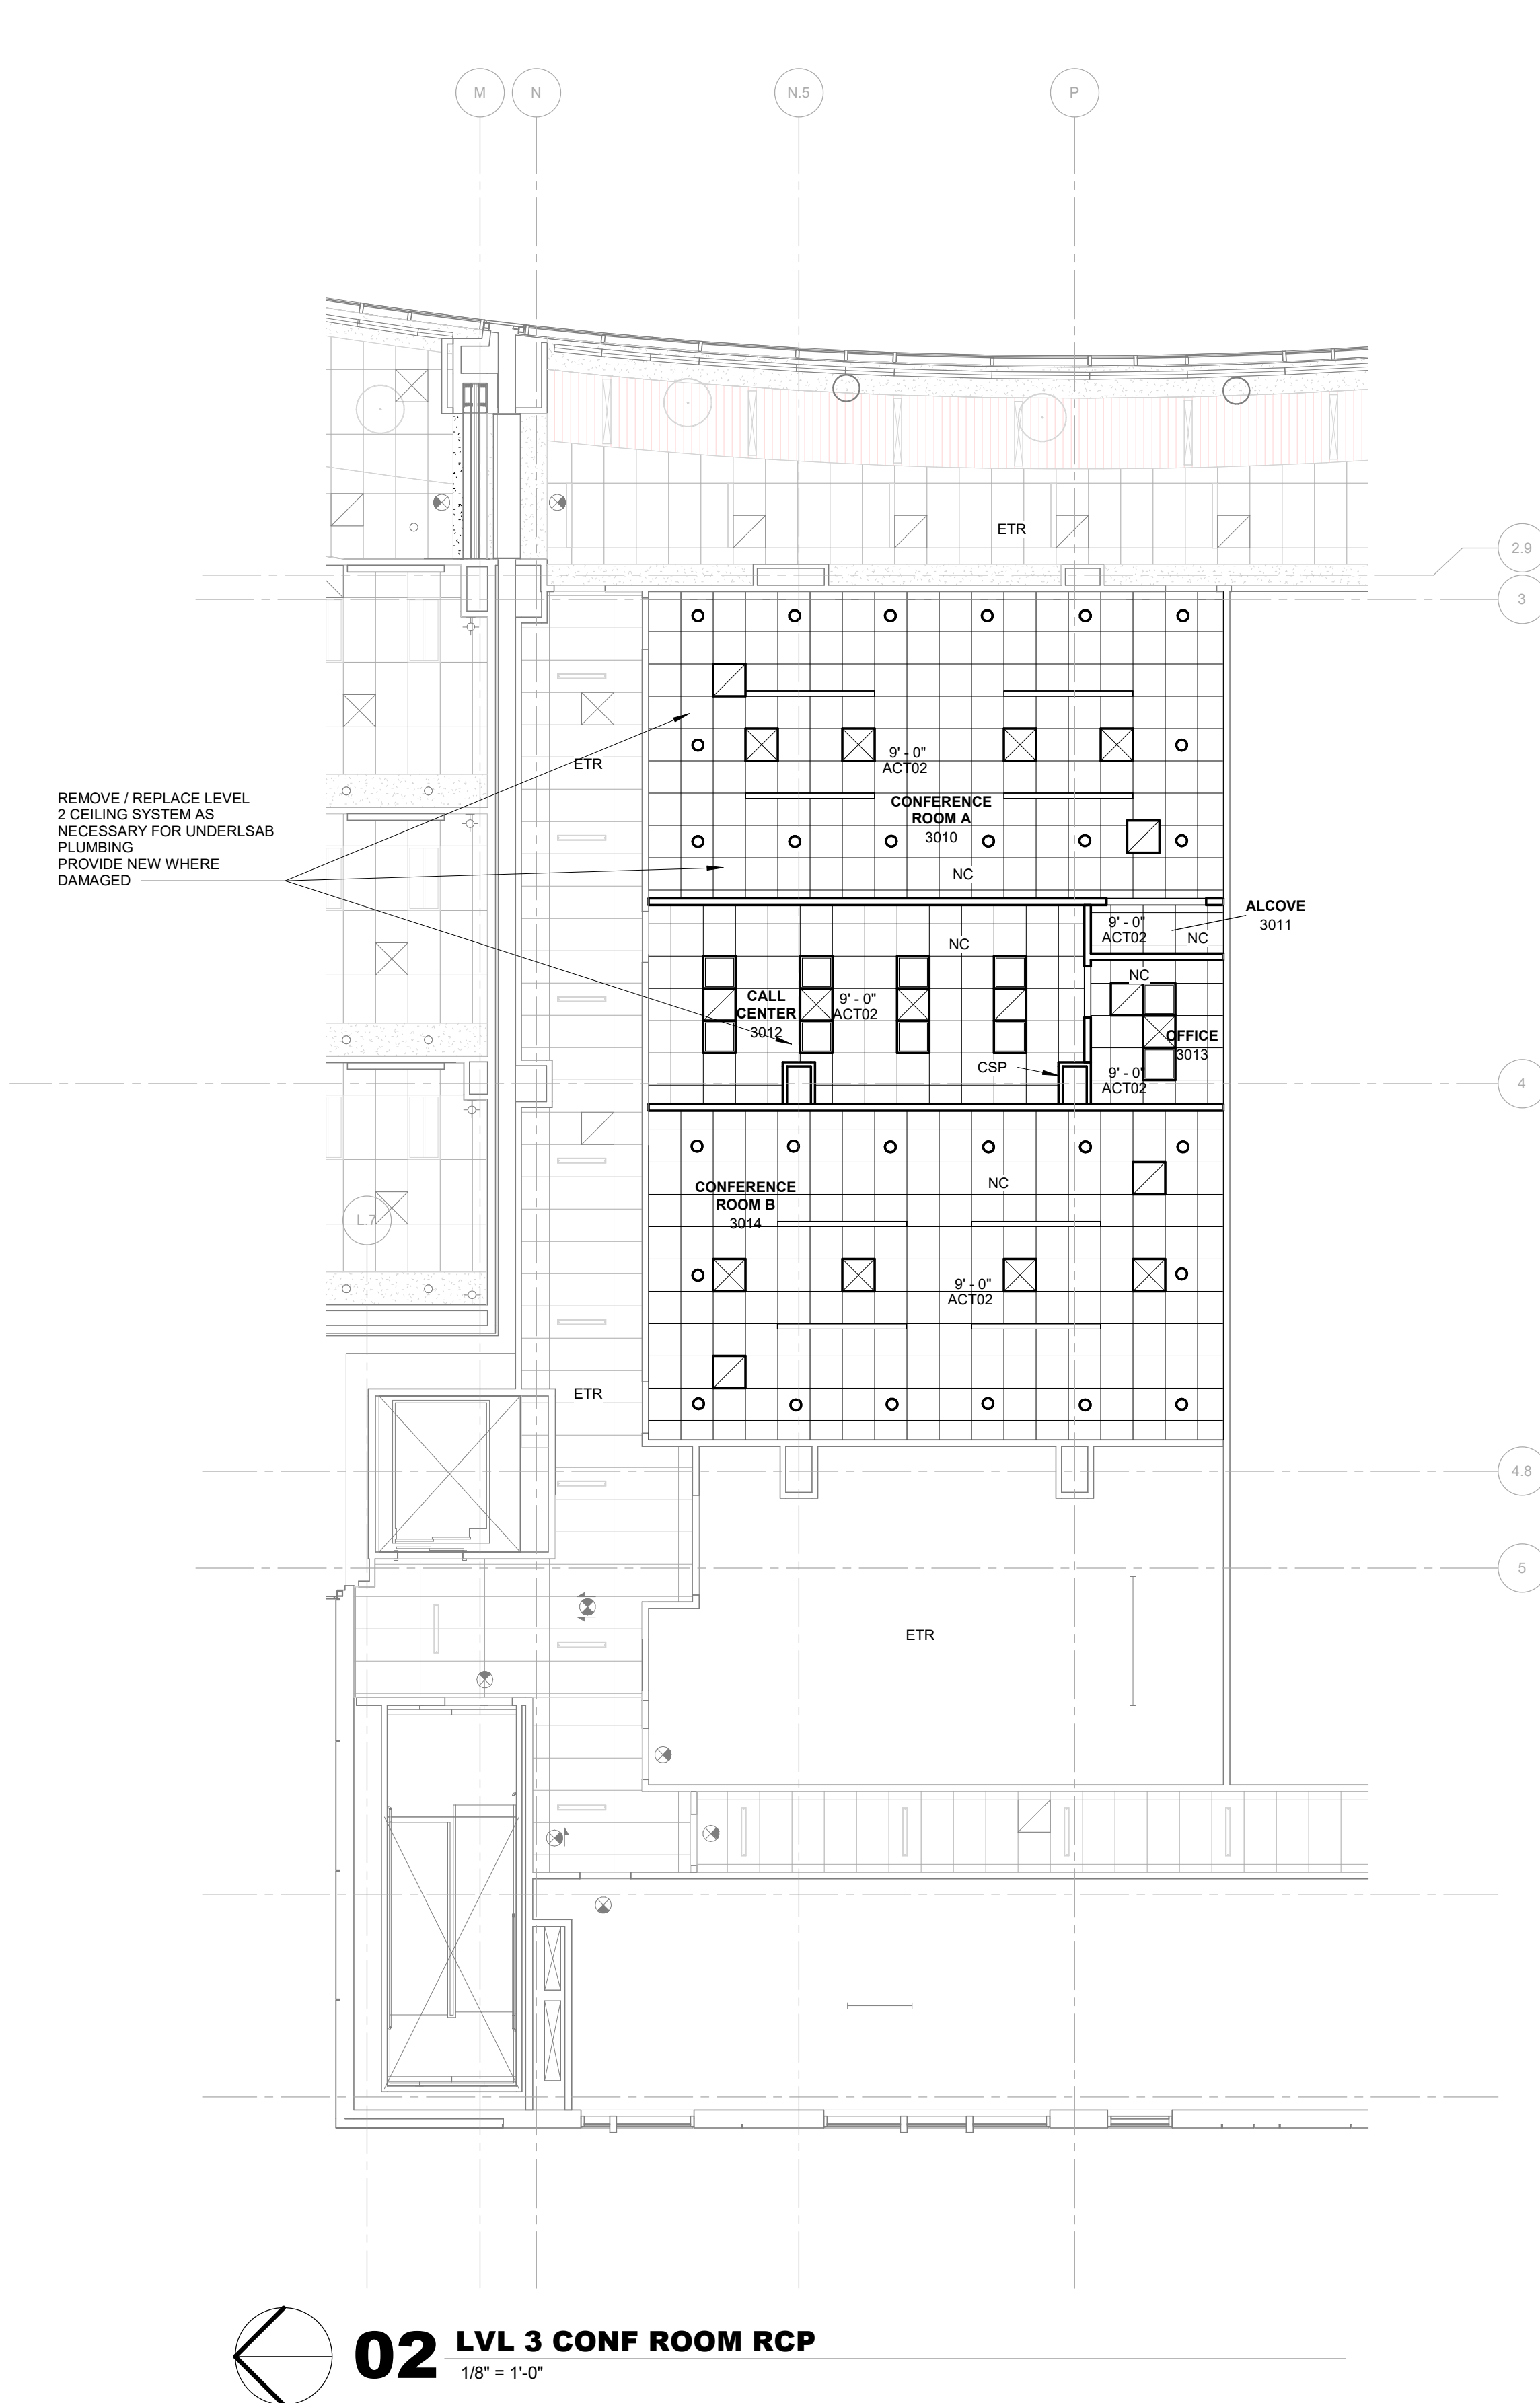 M
N
N.5
P
2.9
3
ETR
ETR
REMOVE / REPLACE LEVEL
2 CEILING SYSTEM AS
NECESSARY FOR UNDERLSAB
PLUMBING
PROVIDE NEW WHERE
DAMAGED
9' - 0"
ACT02
CONFERENCE
ROOM A
3010
NC
ALCOVE
3011
9' - 0"
ACT02
NC
NC
NC
CALL
CENTER
3012
9' - 0"
ACT02
OFFICE
3013
CSP
9' - 0"
ACT02
4
CONFERENCE
ROOM B
3014
NC
L.7
9' - 0"
ACT02
ETR
4.8
5
ETR
02
LVL 3 CONF ROOM RCP
1/8" = 1'-0"